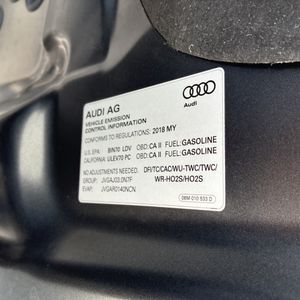 AUDI AG
VEHICLE EMISSION
CONTROL INFORMATION
Audi
CONFORMS TO REGULATIONS: 2018 MY
U.S. EPA: BIN70 LDV OBD: CA II FUEL: GASOLINE
CALIFORNIA: ULEV70 PC OBD: CA II FUEL: GASOLINE
NO ADJUSTMENTS NEEDED. DFI/TC/CAC/WU-TWC/TWC/
GROUP: JVGAJ03.0N7F WR-HO2S/HO2S
EVAP: JVGAR0140NCN
06M 010 533 D